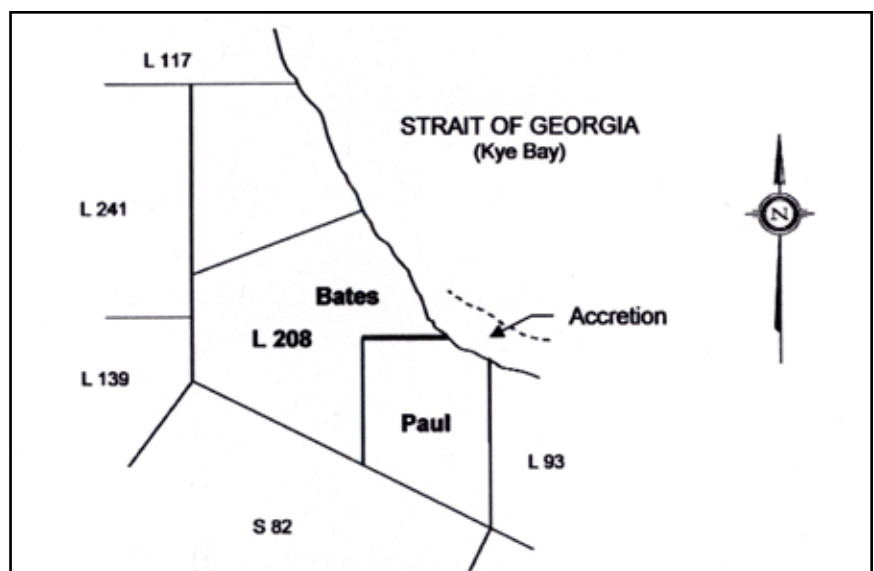 L 117
STRAIT OF GEORGIA
(Kye Bay)
L 241
N
Bates
Accretion
L 208
L 139
Paul
L 93
S 82